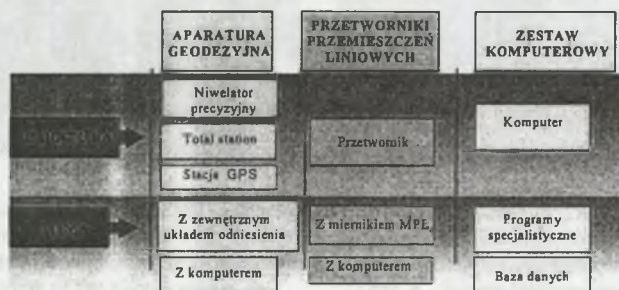 APARATURA
GEODEZYJNA
PRZETWORNIKI
PRZEMIESZCZEŃ
LINIOWYCH
ZESTAW
KOMPUTEROWY
Niwelator
precyzyjny
Total station
Stacja GPS
Przetwornik
Komputer
Z zewnętrznym
układem odniesienia
Z komputerem
Z miernikiem MPŁ
Z komputerem
Programy
specjalistyczne
Baza danych